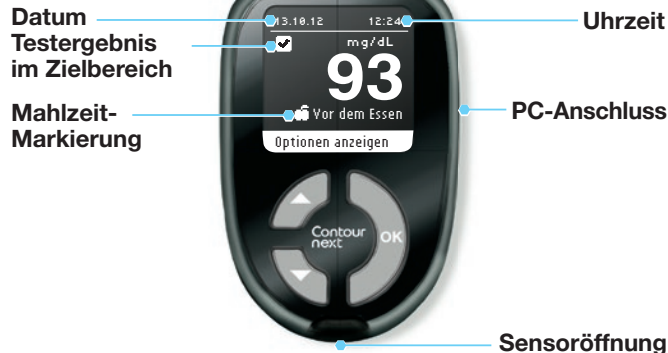 Datum
Testergebnis
im Zielbereich
Mahlzeit-
Markierung
13.10.12 12:24
mg/dL
93
Vor dem Essen
Optionen anzeigen
Contour
next
OK
Uhrzeit
PC-Anschluss
Sensoröffnung